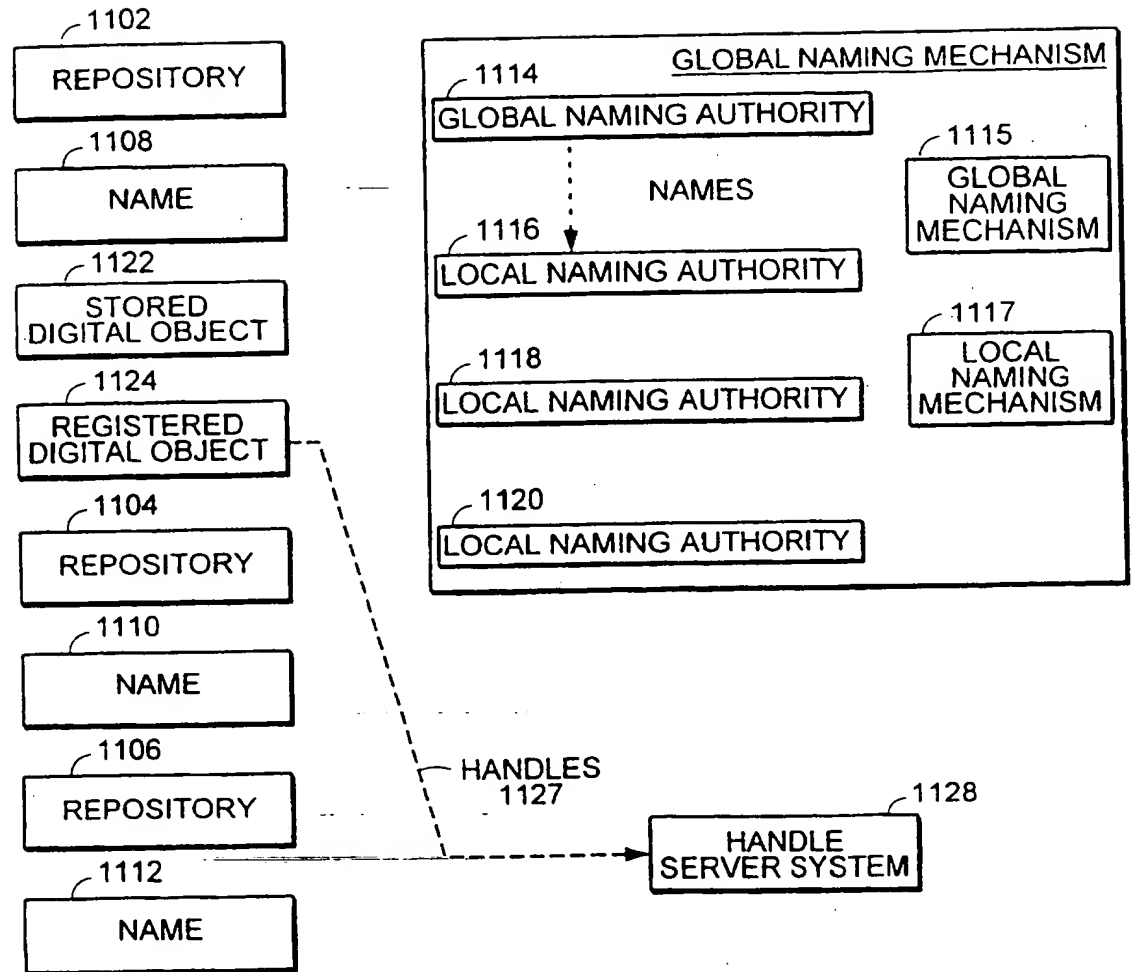 1102
REPOSITORY
1108
NAME
1122
STORED
DIGITAL OBJECT
1124
REGISTERED
DIGITAL OBJECT
1104
REPOSITORY
1110
NAME
1106
REPOSITORY
1112
NAME
GLOBAL NAMING MECHANISM
1114
GLOBAL NAMING AUTHORITY
NAMES
1116
LOCAL NAMING AUTHORITY
1118
LOCAL NAMING AUTHORITY
1120
LOCAL NAMING AUTHORITY
1115
GLOBAL
NAMING
MECHANISM
1117
LOCAL
NAMING
MECHANISM
HANDLES
1127
1128
HANDLE
SERVER SYSTEM